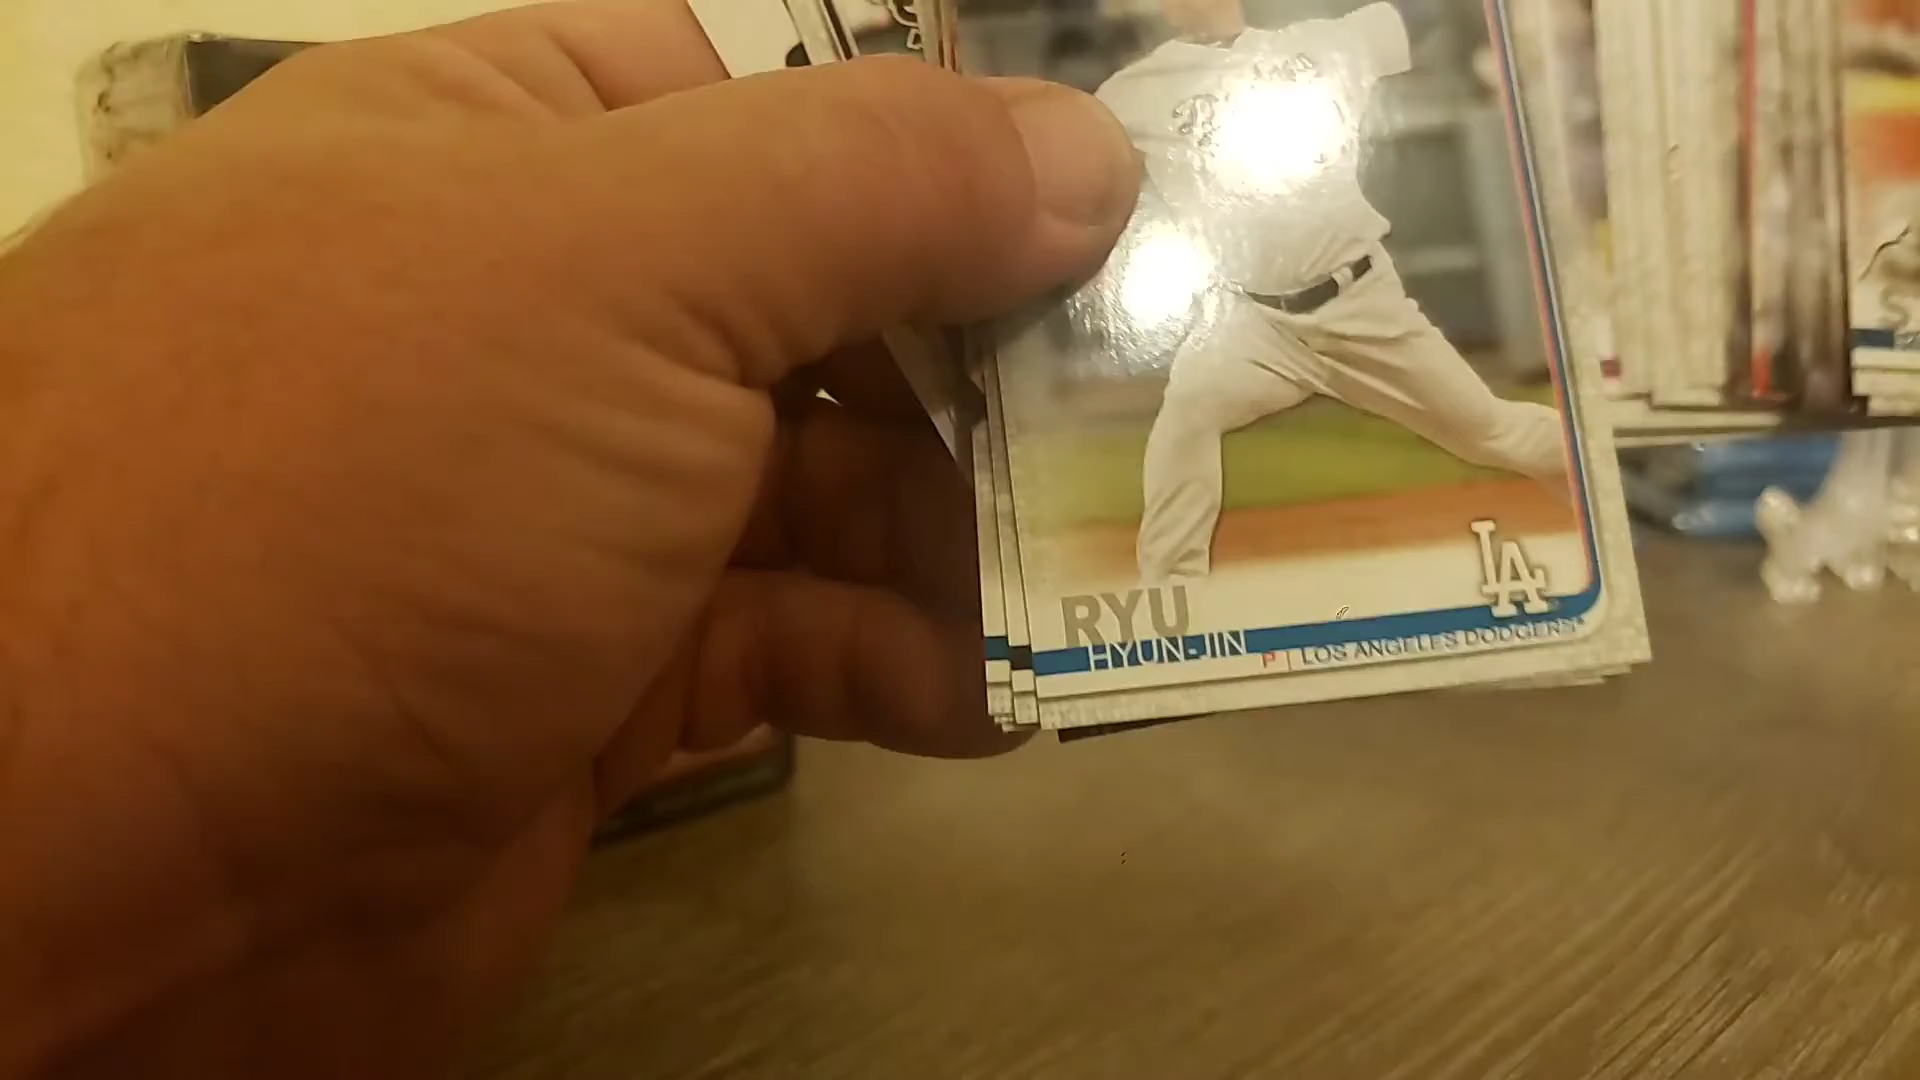 RYU
HYUN-JIN
P | LOS ANGELES DODGERS
LA